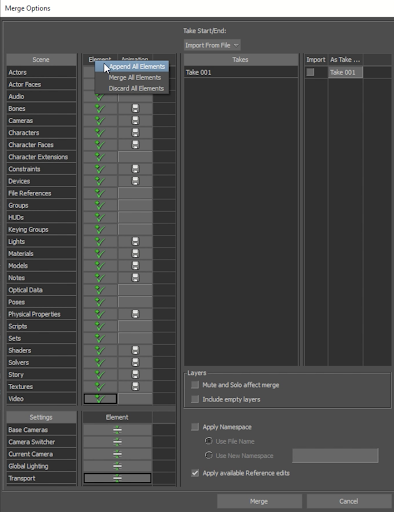 Merge Options
Take Start/End:
Import From File
Scene Element Animation
Append All Elements
Merge All Elements
Discard All Elements
Actors
Actor Faces
Audio
Bones
Cameras
Characters
Character Faces
Character Extensions
Constraints
Devices
File References
Groups
HUDs
Keying Groups
Lights
Materials
Models
Notes
Optical Data
Poses
Physical Properties
Scripts
Sets
Shaders
Solvers
Story
Textures
Video
Settings Element
Base Cameras
Camera Switcher
Current Camera
Global Lighting
Transport
Takes Import As Take ...
Take 001 Take 001
Layers
Mute and Solo affect merge
Include empty layers
Apply Namespace
Use File Name
Use New Namespace
Apply available Reference edits
Merge Cancel